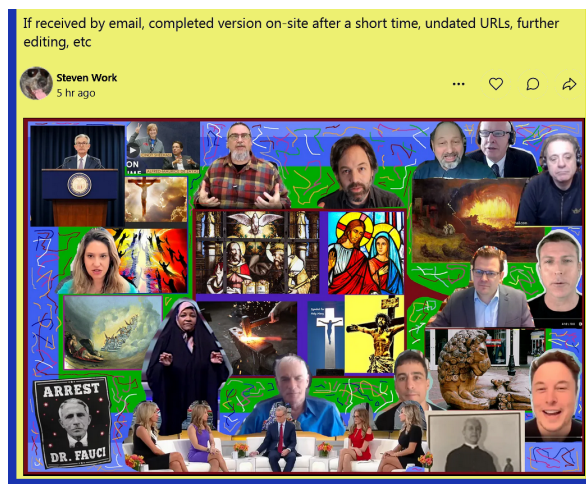 If received by email, completed version on-site after a short time, undated URLs, further
editing, etc
Steven Work
5 hr ago
ON
ARREST
DR. FAUCI